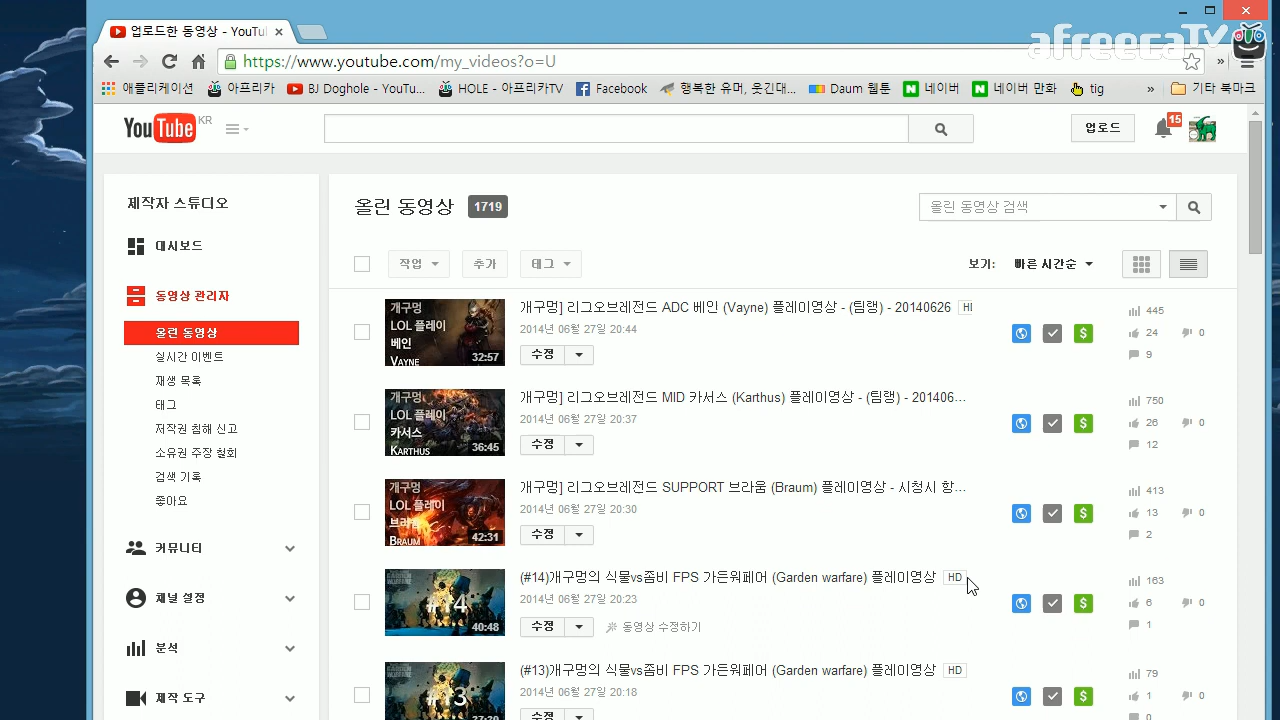 업로드한 동영상 - YouTu
afreecaTV
https://www.youtube.com/my_videos?o=U
애플리케이션 아프리카 BJ Doghole - YouTu... HOLE - 아프리카TV Facebook 행복한 유머, 웃긴대... Daum 웹툰 네이버 네이버 만화 tig » 기타 북마크
YouTube KR
업로드
15
제작자 스튜디오
대시보드
동영상 관리자
올린 동영상
실시간 이벤트
재생 목록
태그
저작권 침해 신고
소유권 주장 철회
검색 기록
좋아요
커뮤니티
채널 설정
분석
제작 도구
올린 동영상 1719
올린 동영상 검색
작업 추가 태그
보기: 빠른 시간순
개구멍
LOL 플레이
베인
VAYNE
32:57
개구멍] 리그오브레전드 ADC 베인 (Vayne) 플레이영상 - (팀랭) - 20140626
2014년 06월 27일 20:44
수정
445
24 0
9
개구멍
LOL 플레이
카서스
KARTHUS
36:45
개구멍] 리그오브레전드 MID 카서스 (Karthus) 플레이영상 - (팀랭) - 201406...
2014년 06월 27일 20:37
수정
750
26 0
12
개구멍
LOL 플레이
브라움
BRAUM
42:31
개구멍] 리그오브레전드 SUPPORT 브라움 (Braum) 플레이영상 - 시청시 항...
2014년 06월 27일 20:30
수정
413
13 0
2
#14
40:48
(#14)개구멍의 식물vs좀비 FPS 가든워페어 (Garden warfare) 플레이영상 HD
2014년 06월 27일 20:23
수정 동영상 수정하기
163
6 0
1
(#13)개구멍의 식물vs좀비 FPS 가든워페어 (Garden warfare) 플레이영상 HD
2014년 06월 27일 20:18
수정
79
1 0